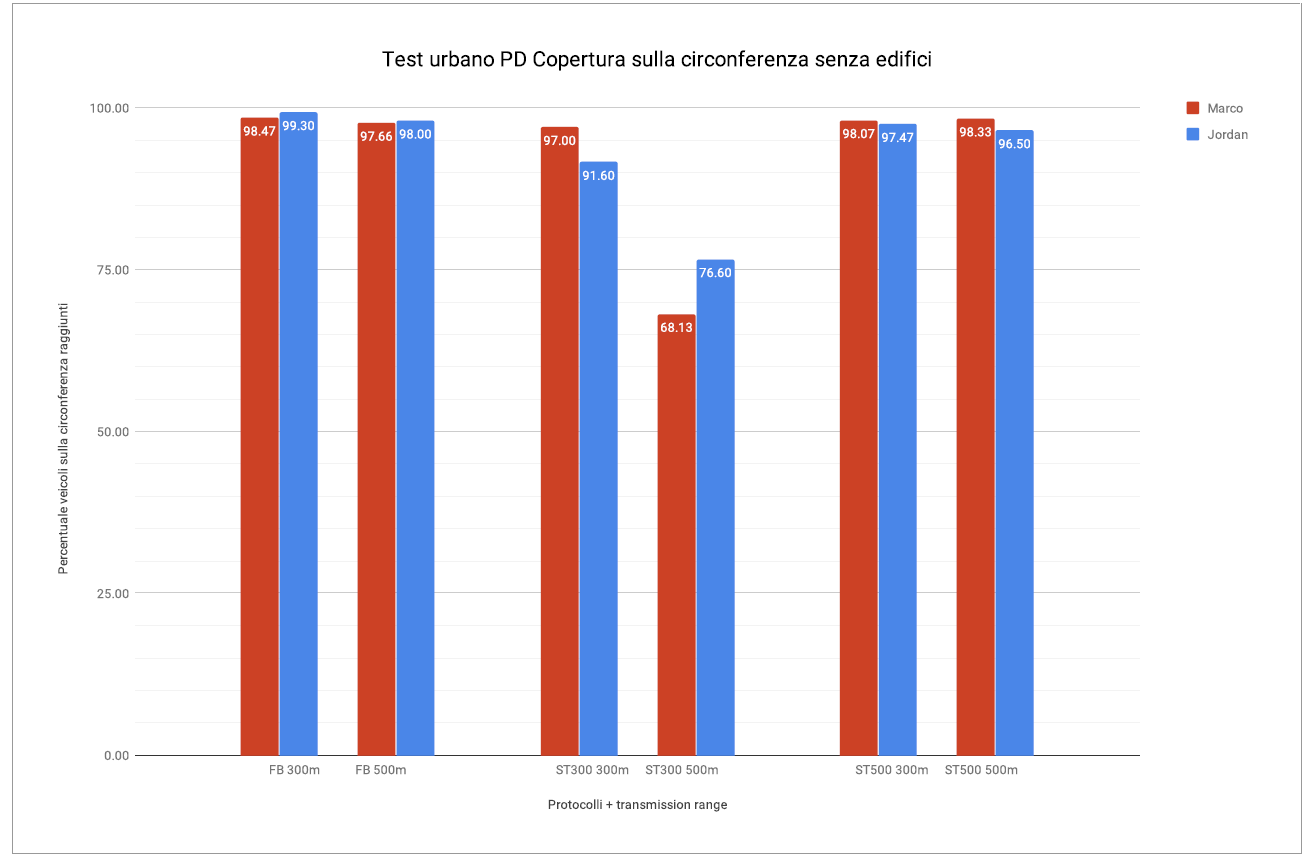 Test urbano PD Copertura sulla circonferenza senza edifici
Marco
Jordan
Percentuale veicoli sulla circonferenza raggiunti
100.00
75.00
50.00
25.00
0.00
98.47
99.30
97.66
98.00
97.00
91.60
68.13
76.60
98.07
97.47
98.33
96.50
FB 300m
FB 500m
ST300 300m
ST300 500m
ST500 300m
ST500 500m
Protocolli + transmission range